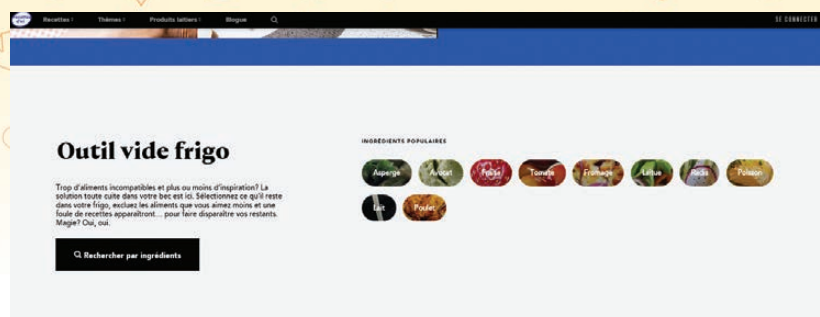 Recettes
Thèmes
Produits laitiers
Blogue
SE CONNECTER
Outil vide frigo
Trop d'aliments incompatibles et plus ou moins d'inspiration? La
solution toute cuite dans votre bec est ici. Sélectionnez ce qu'il reste
dans votre frigo, excluez les aliments que vous aimez moins et une
foule de recettes apparaîtront... pour faire disparaître vos restants.
Magie? Oui, oui.
Rechercher par ingrédients
INGRÉDIENTS POPULAIRES
Asperge
Avocat
Fraise
Tomate
Fromage
Laitue
Radis
Poisson
Lait
Poulet